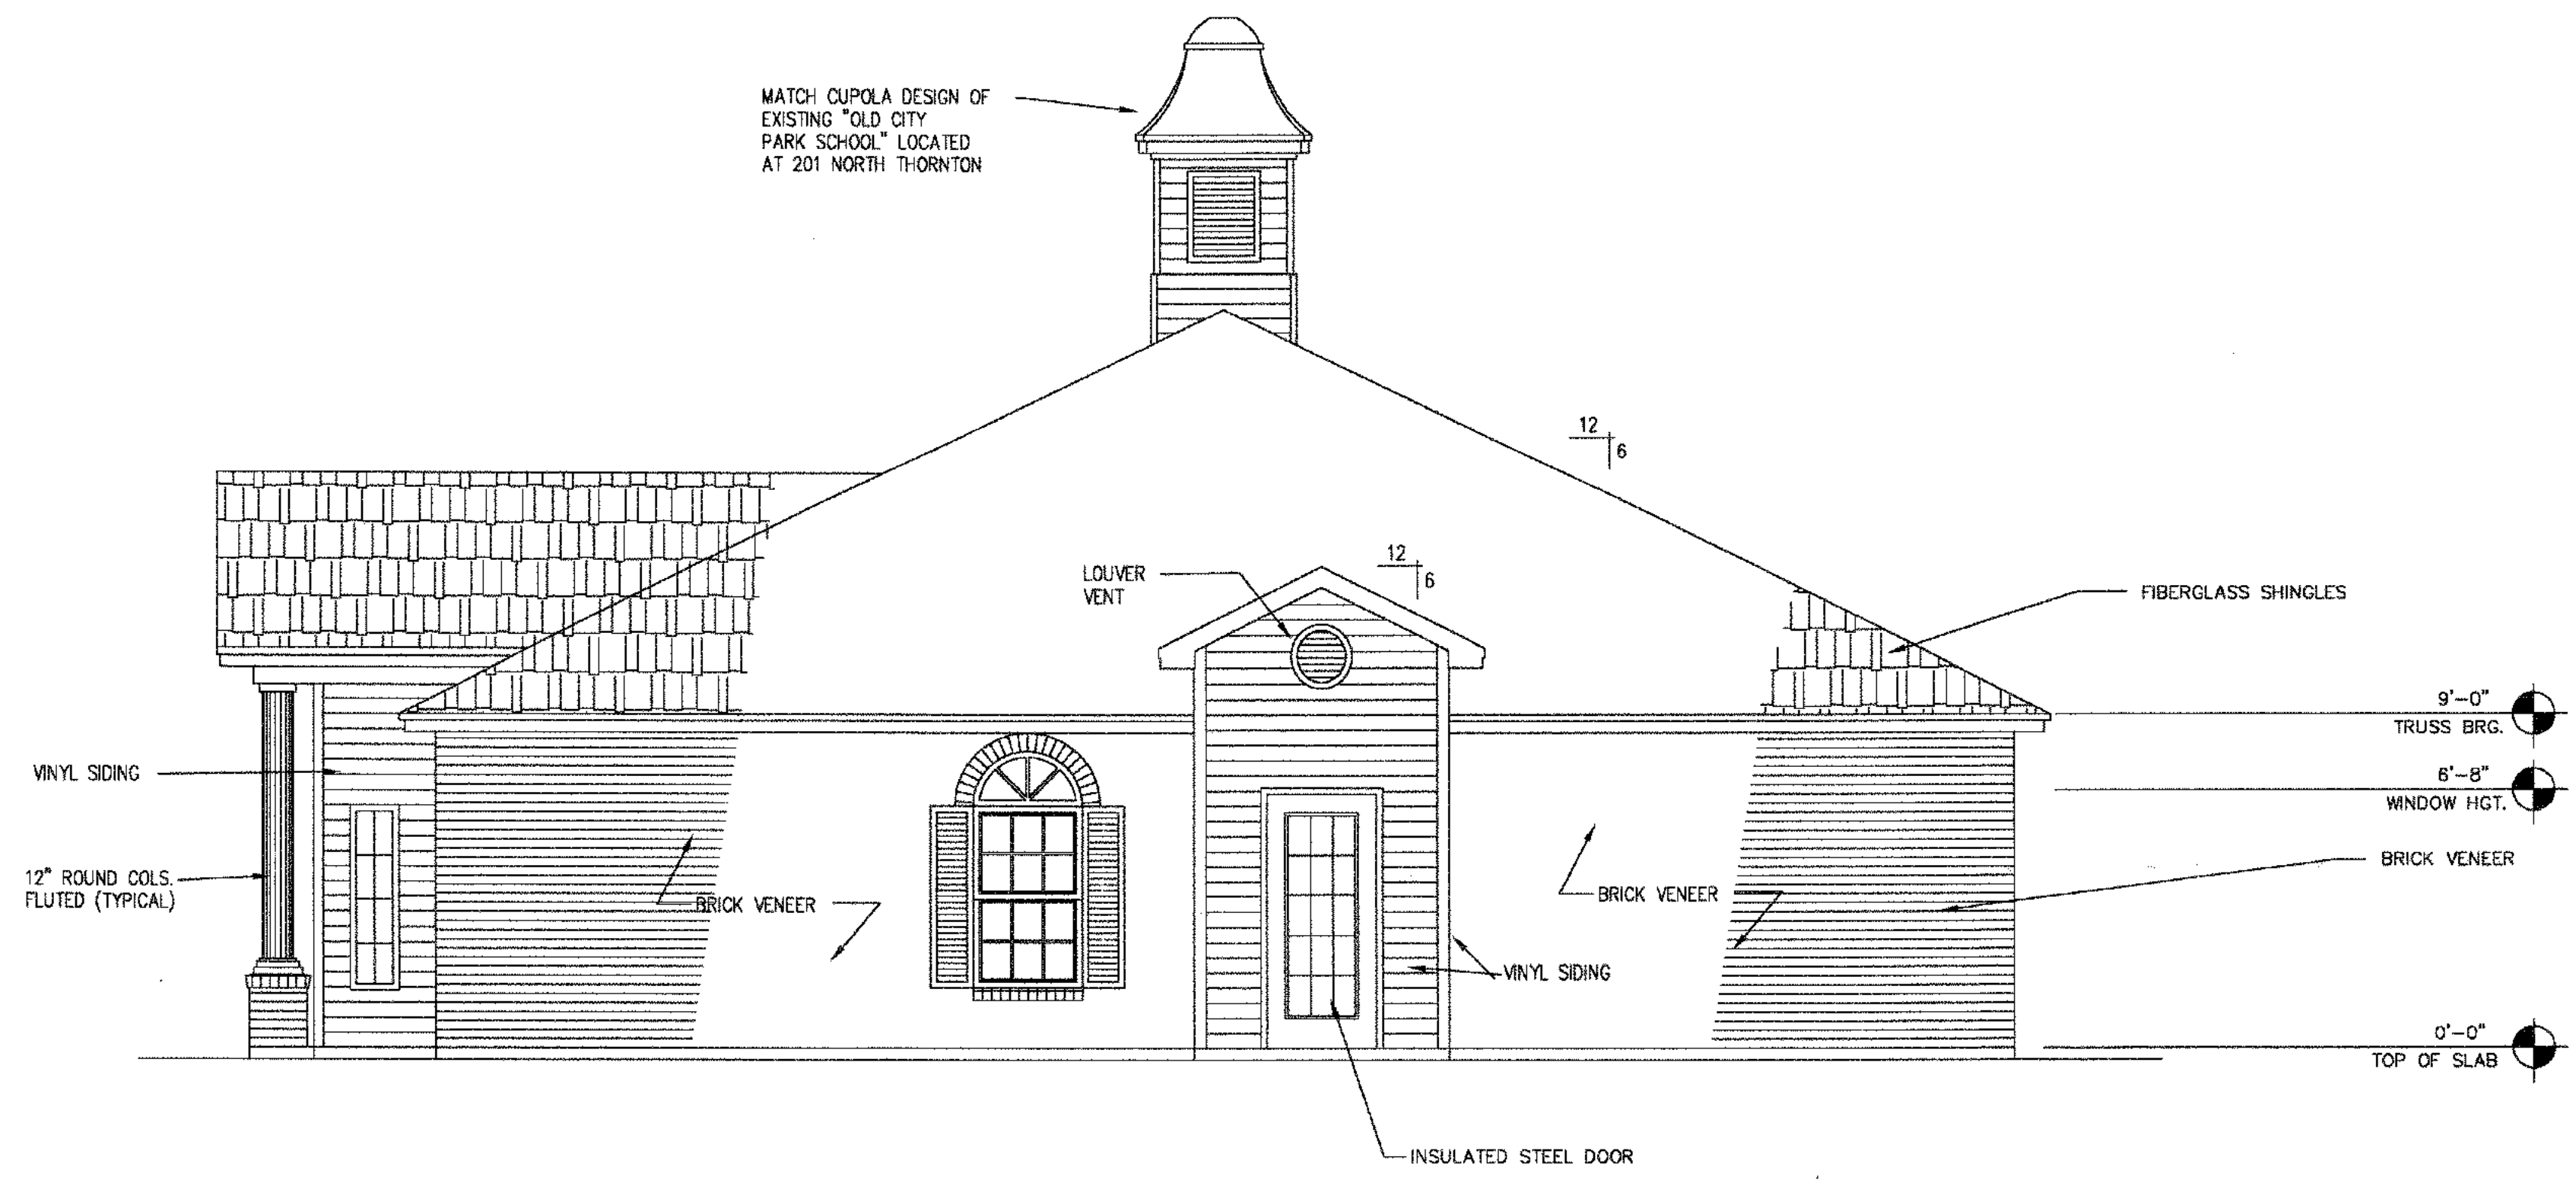 MATCH CUPOLA DESIGN OF
EXISTING "OLD CITY
PARK SCHOOL" LOCATED
AT 201 NORTH THORNTON
12
6
12
6
LOUVER
VENT
FIBERGLASS SHINGLES
9'-0"
TRUSS BRG.
VINYL SIDING
6'-8"
WINDOW HGT.
BRICK VENEER
12" ROUND COLS.
FLUTED (TYPICAL)
BRICK VENEER
BRICK VENEER
VINYL SIDING
0'-0"
TOP OF SLAB
INSULATED STEEL DOOR